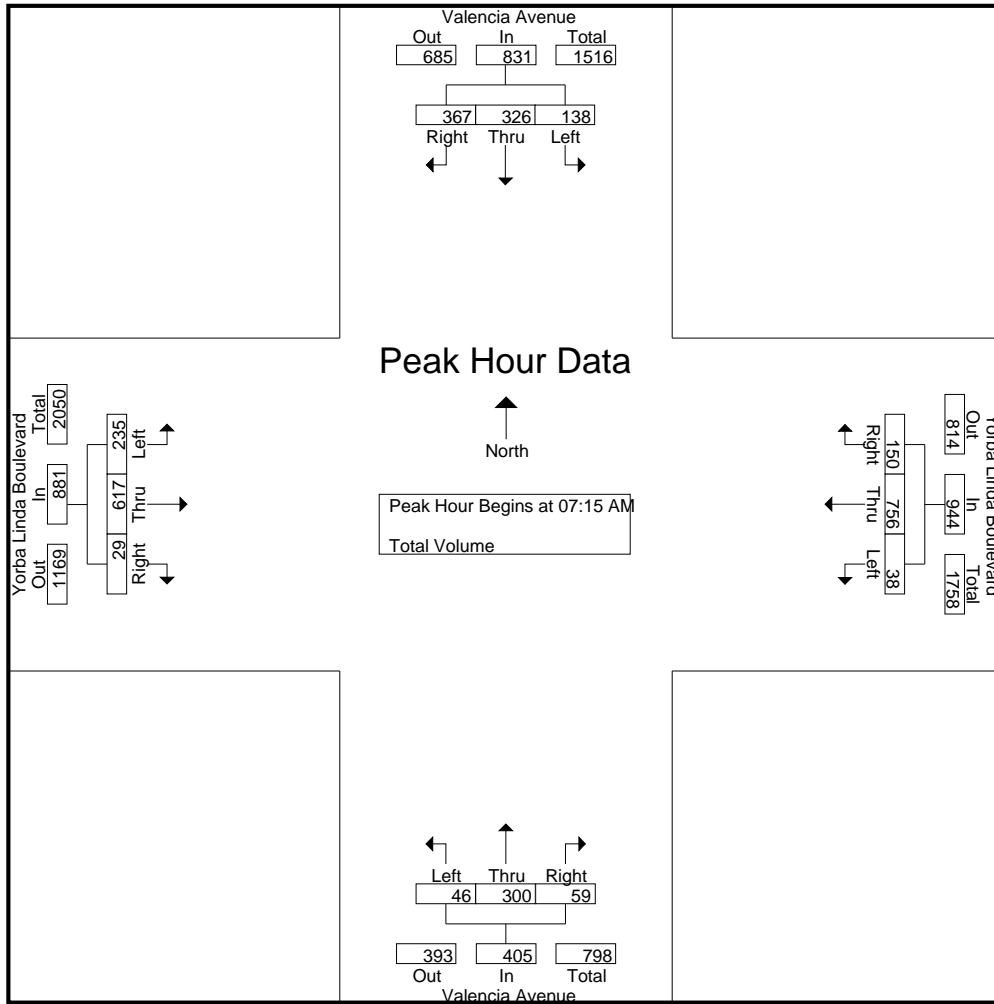 Valencia Avenue
Out In Total
685 831 1516
367 326 138
Right Thru Left
Peak Hour Data
North
Peak Hour Begins at 07:15 AM
Total Volume
Yorba Linda Boulevard
Out In Total
1169 881 2050
235 617 29
Left Thru Right
Yorba Linda Boulevard
Out In Total
814 944 1758
150 756 38
Right Thru Left
Left Thru Right
46 300 59
393 405 798
Out In Total
Valencia Avenue